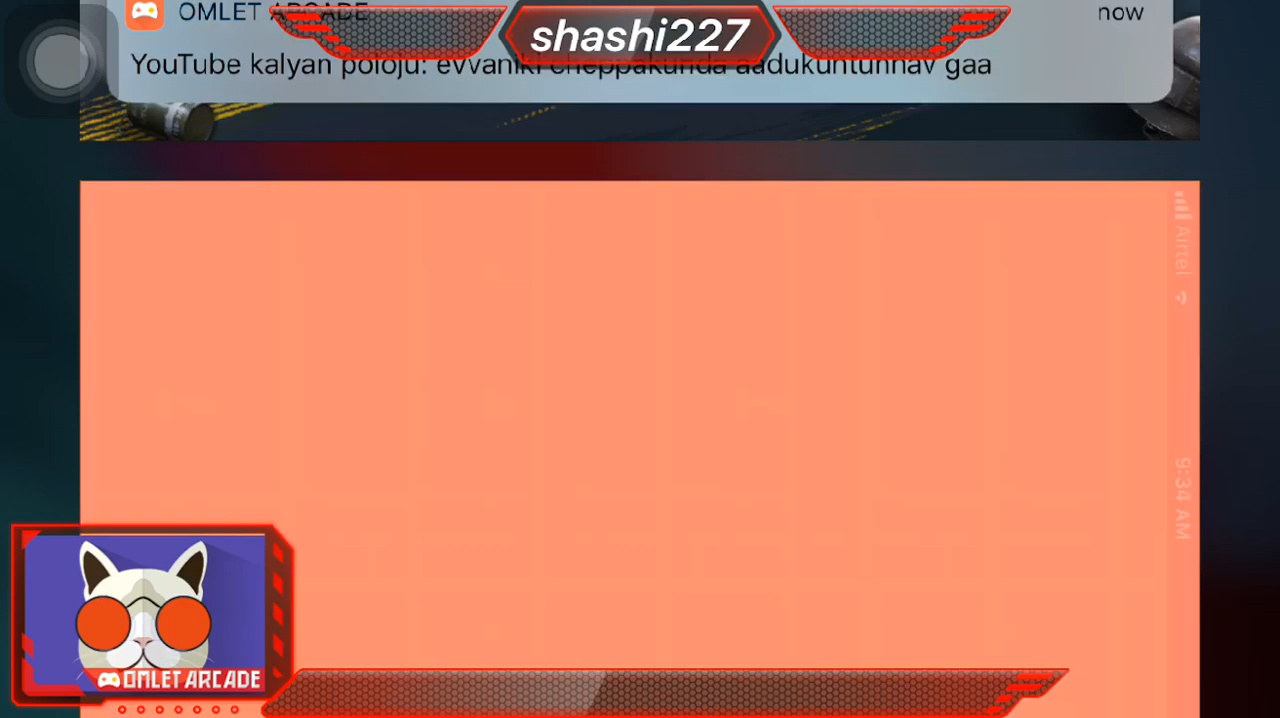 OMLET ARCADE
now
shashi227
YouTube kalyan poloju: evvaniki cheppakunda aadukuntunnav gaa
Airtel
9:34 AM
OMLET ARCADE